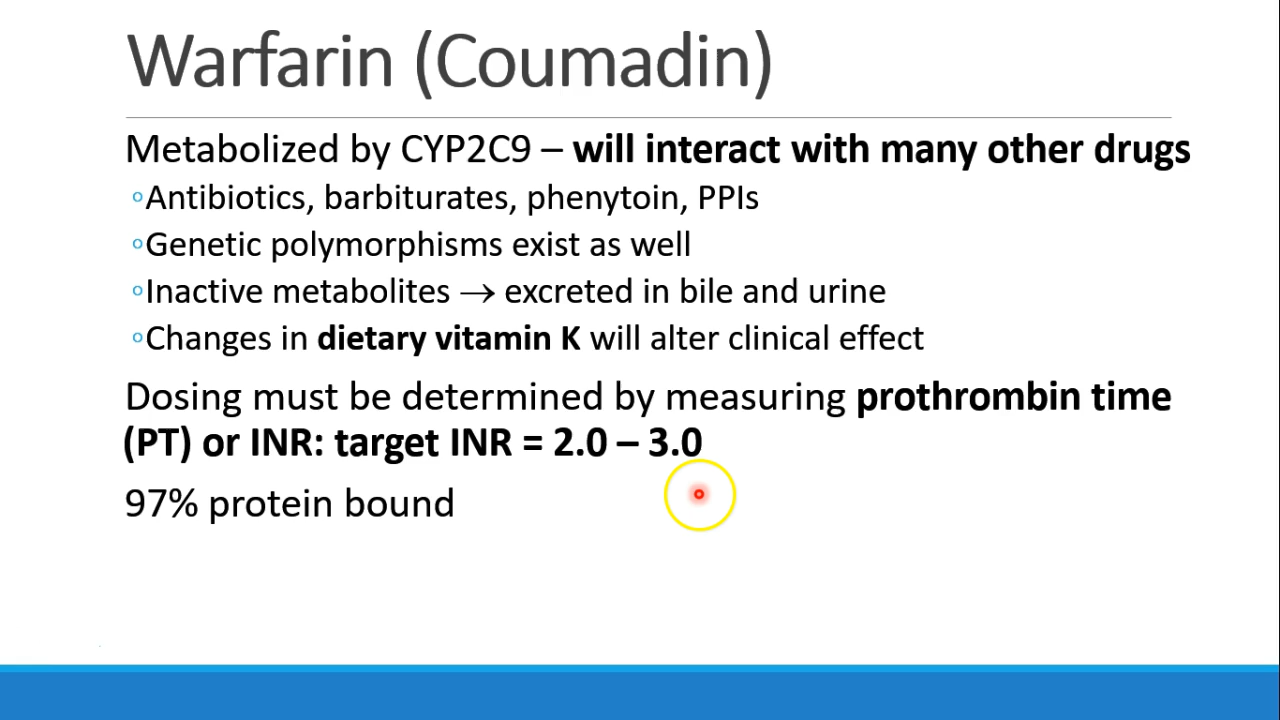 Warfarin (Coumadin)
Metabolized by CYP2C9 – will interact with many other drugs
◦Antibiotics, barbiturates, phenytoin, PPIs
◦Genetic polymorphisms exist as well
◦Inactive metabolites → excreted in bile and urine
◦Changes in dietary vitamin K will alter clinical effect
Dosing must be determined by measuring prothrombin time
(PT) or INR: target INR = 2.0 – 3.0
97% protein bound